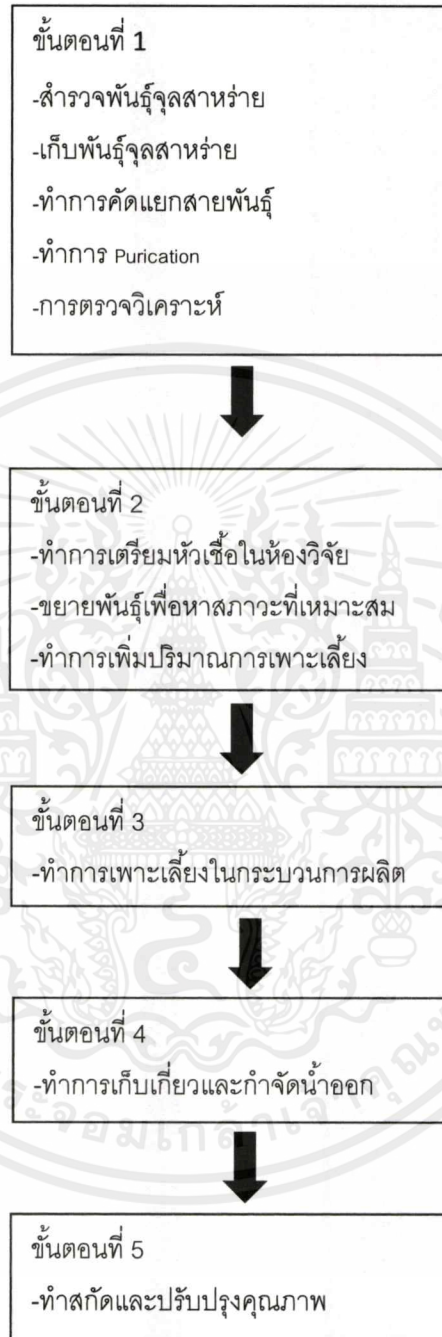 ขั้นตอนที่ 1
-สำรวจพันธุ์จุลสาหร่าย
-เก็บพันธุ์จุลสาหร่าย
-ทำการคัดแยกสายพันธุ์
-ทำการ Purication
-การตรวจวิเคราะห์
ขั้นตอนที่ 2
-ทำการเตรียมหัวเชื้อในห้องวิจัย
-ขยายพันธุ์เพื่อหาสภาวะที่เหมาะสม
-ทำการเพิ่มปริมาณการเพาะเลี้ยง
ขั้นตอนที่ 3
-ทำการเพาะเลี้ยงในกระบวนการผลิต
ขั้นตอนที่ 4
-ทำการเก็บเกี่ยวและกำจัดน้ำออก
ขั้นตอนที่ 5
-ทำสกัดและปรับปรุงคุณภาพ